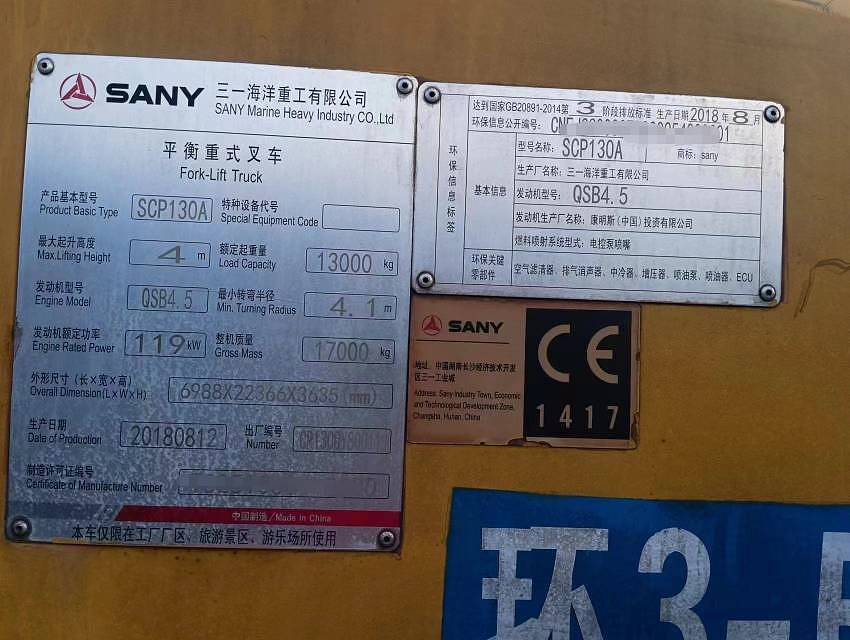 SANY 三一海洋重工有限公司
SANY Marine Heavy Industry CO.,Ltd
平衡重式叉车
Fork-Lift Truck
产品基本型号 SCP130A 特种设备代号
Product Basic Type Special Equipment Code
最大起升高度 4 m 额定起重量 13000 kg
Max.Lifting Height Load Capacity
发动机型号 QSB4.5 最小转弯半径 4.1 m
Engine Model Min. Turning Radius
发动机额定功率 119 kW 整机质量 17000 kg
Engine Rated Power Gross Mass
外形尺寸(长×宽×高) 6988X22366X3635(mm)
Overall Dimension(L×W×H)
生产日期 20180812 出厂编号
Date of Production Number
制造许可证编号
Certificate of Manufacture Number
中国制造/Made in China
本车仅限在工厂厂区、旅游景区、游乐场所使用
达到国家GB20891-2014第 3 阶段排放标准 生产日期2018年8月
环保信息公开编号:
环保信息标签
基本信息
型号名称: SCP130A 商标: sany
生产厂名称: 三一海洋重工有限公司
发动机型号: QSB4.5
发动机生产厂名称: 康明斯(中国)投资有限公司
燃料喷射系统型式: 电控泵喷嘴
环保关键零部件
空气滤清器、排气消声器、中冷器、增压器、喷油泵、喷油器、ECU
SANY
地址: 中国湖南长沙经济技术开发
区三一工业城
Address: Sany Industry Town, Economic
and Technological Development Zone,
Changsha, Hunan, China
CE
1417
环3-